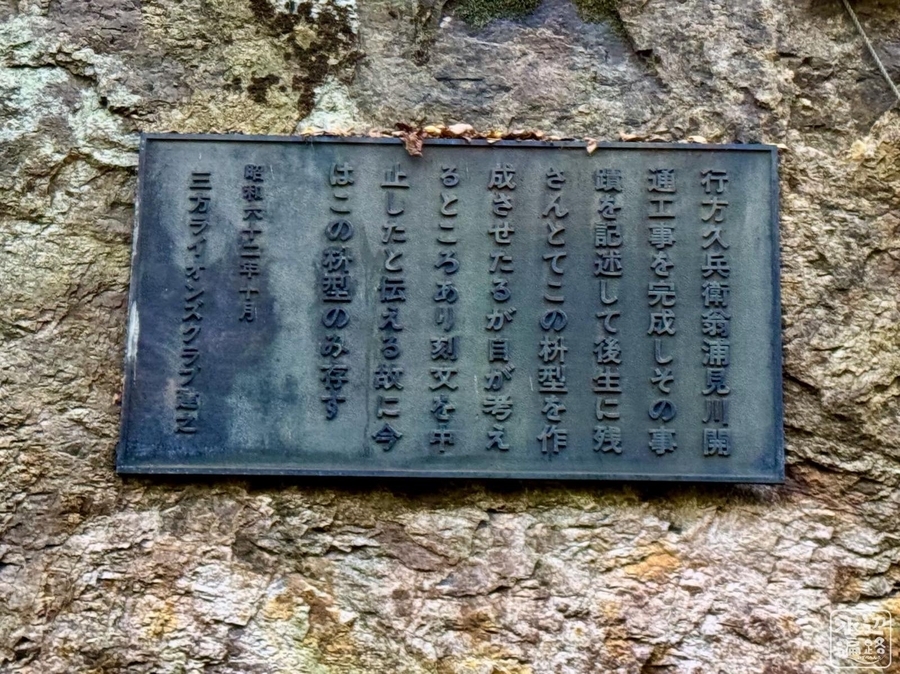 行方久兵衛翁浦見川開
通工事を完成しその事
蹟を記述して後生に残
さんとてこの枡型を作
成させたるが自が考え
るところあり刻文を中
止したと伝える故に今
はこの枡型のみ存す
昭和六十二年十月
三方ライオンズクラブ建之